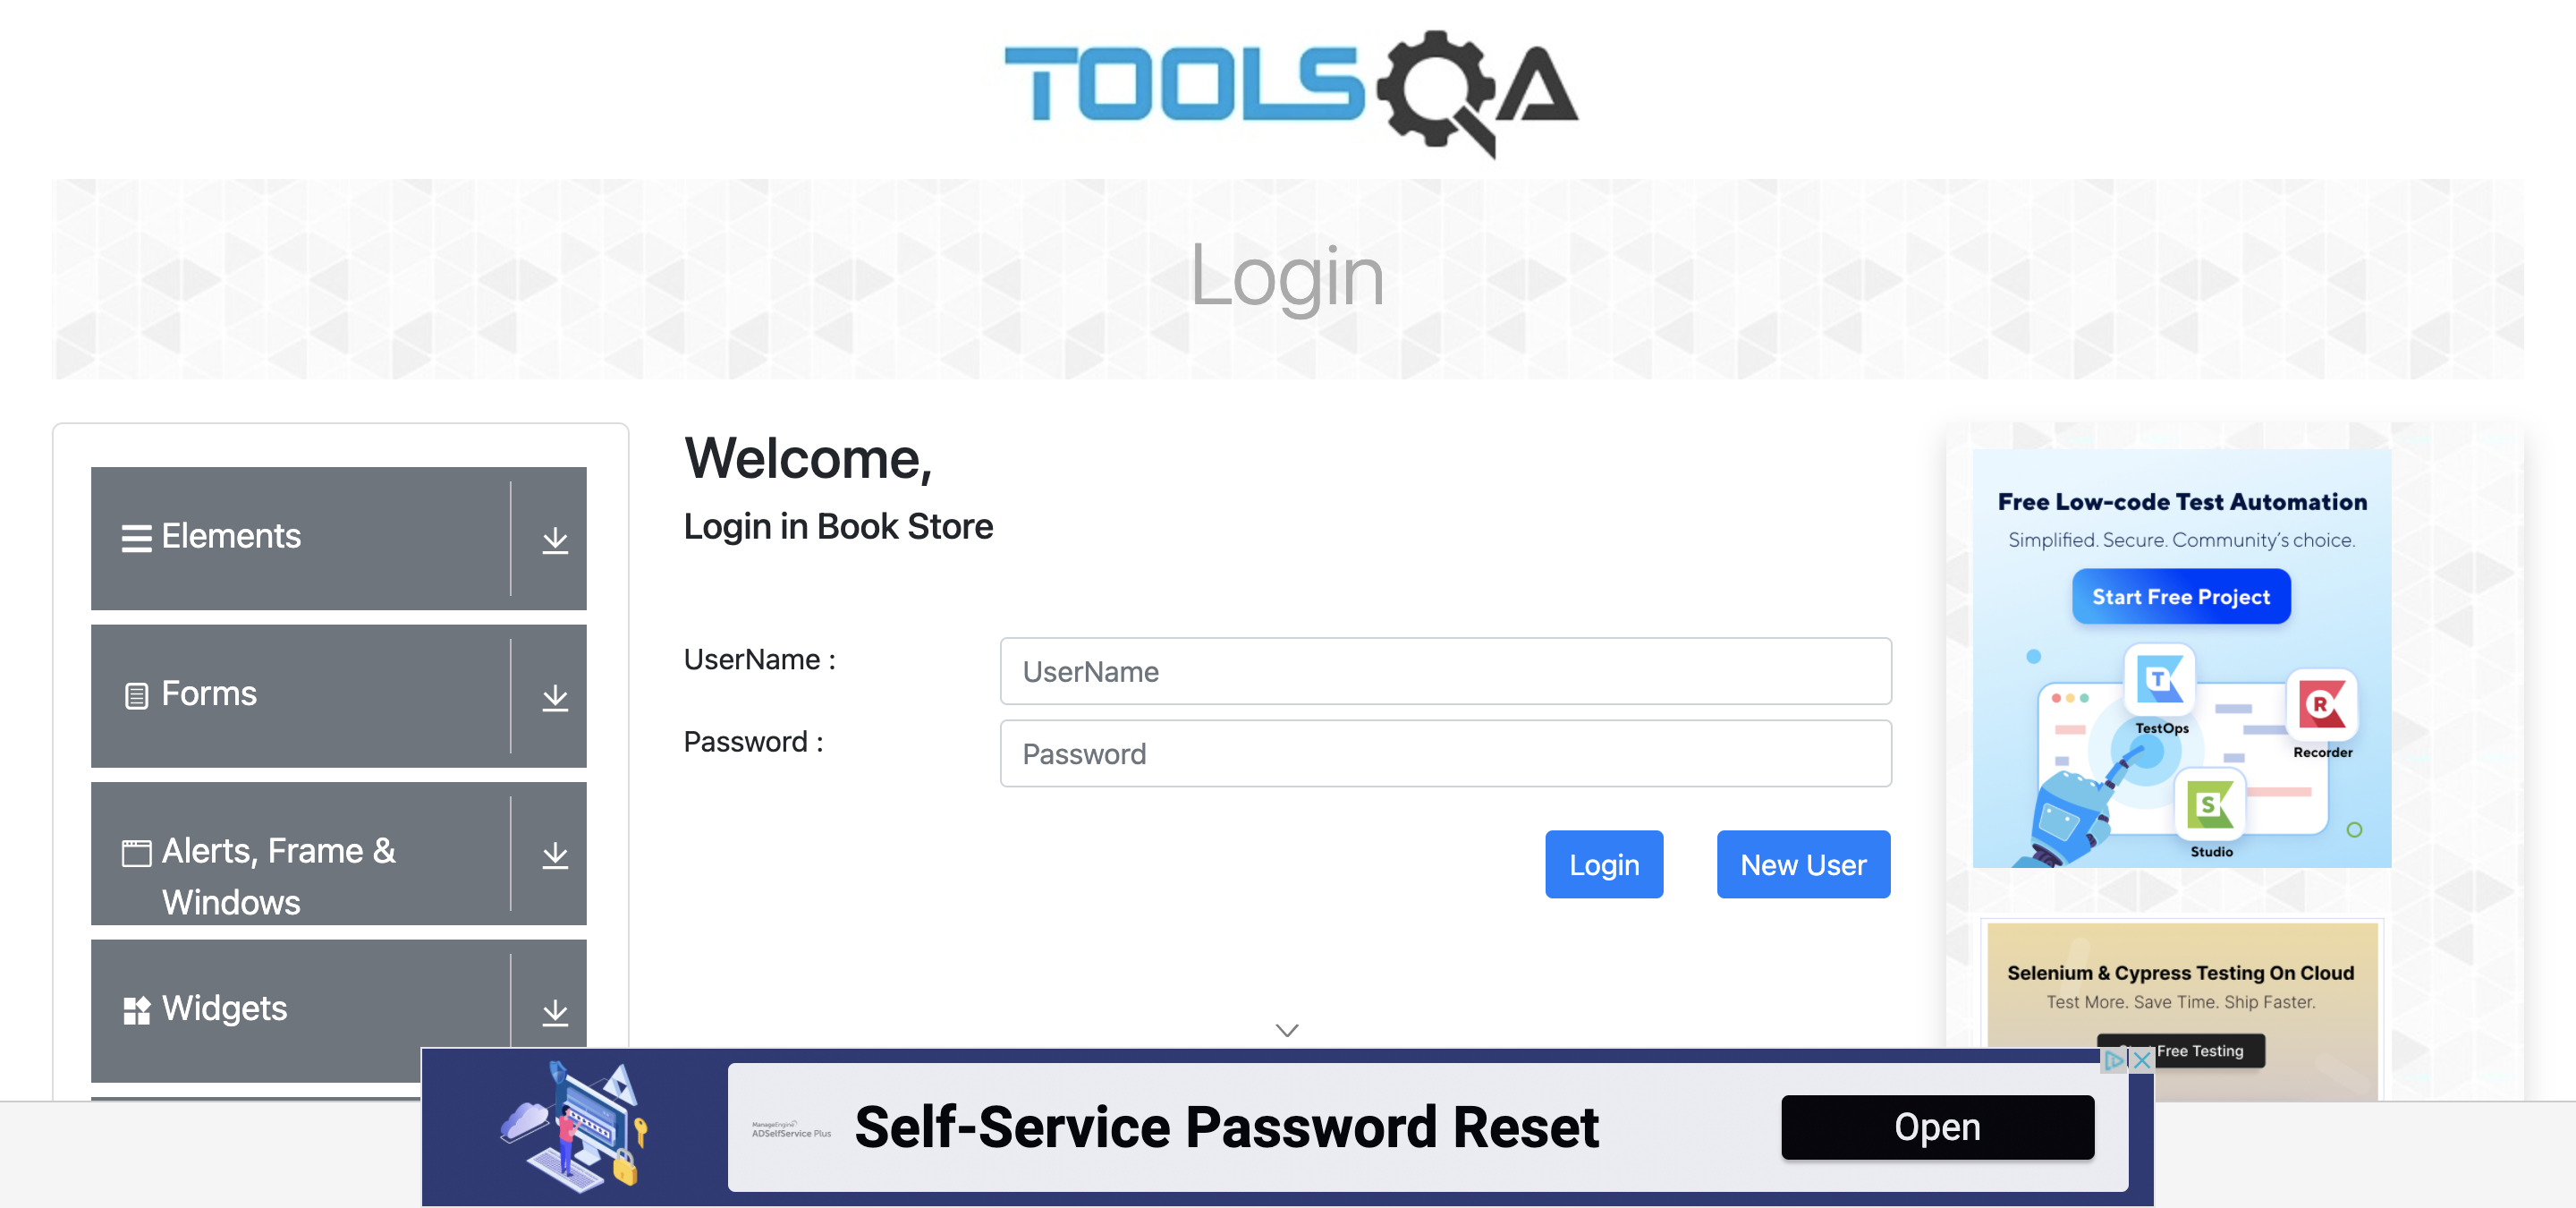 TOOLSQA
Login
Elements
Forms
Alerts, Frame &
Windows
Widgets
Welcome,
Login in Book Store
UserName :
UserName
Password :
Password
Login
New User
Free Low-code Test Automation
Simplified. Secure. Community's choice.
Start Free Project
T
TestOps
R
Recorder
S
Studio
Selenium & Cypress Testing On Cloud
Test More. Save Time. Ship Faster.
Free Testing
ManageEngine
ADSelfService Plus
Self-Service Password Reset
Open